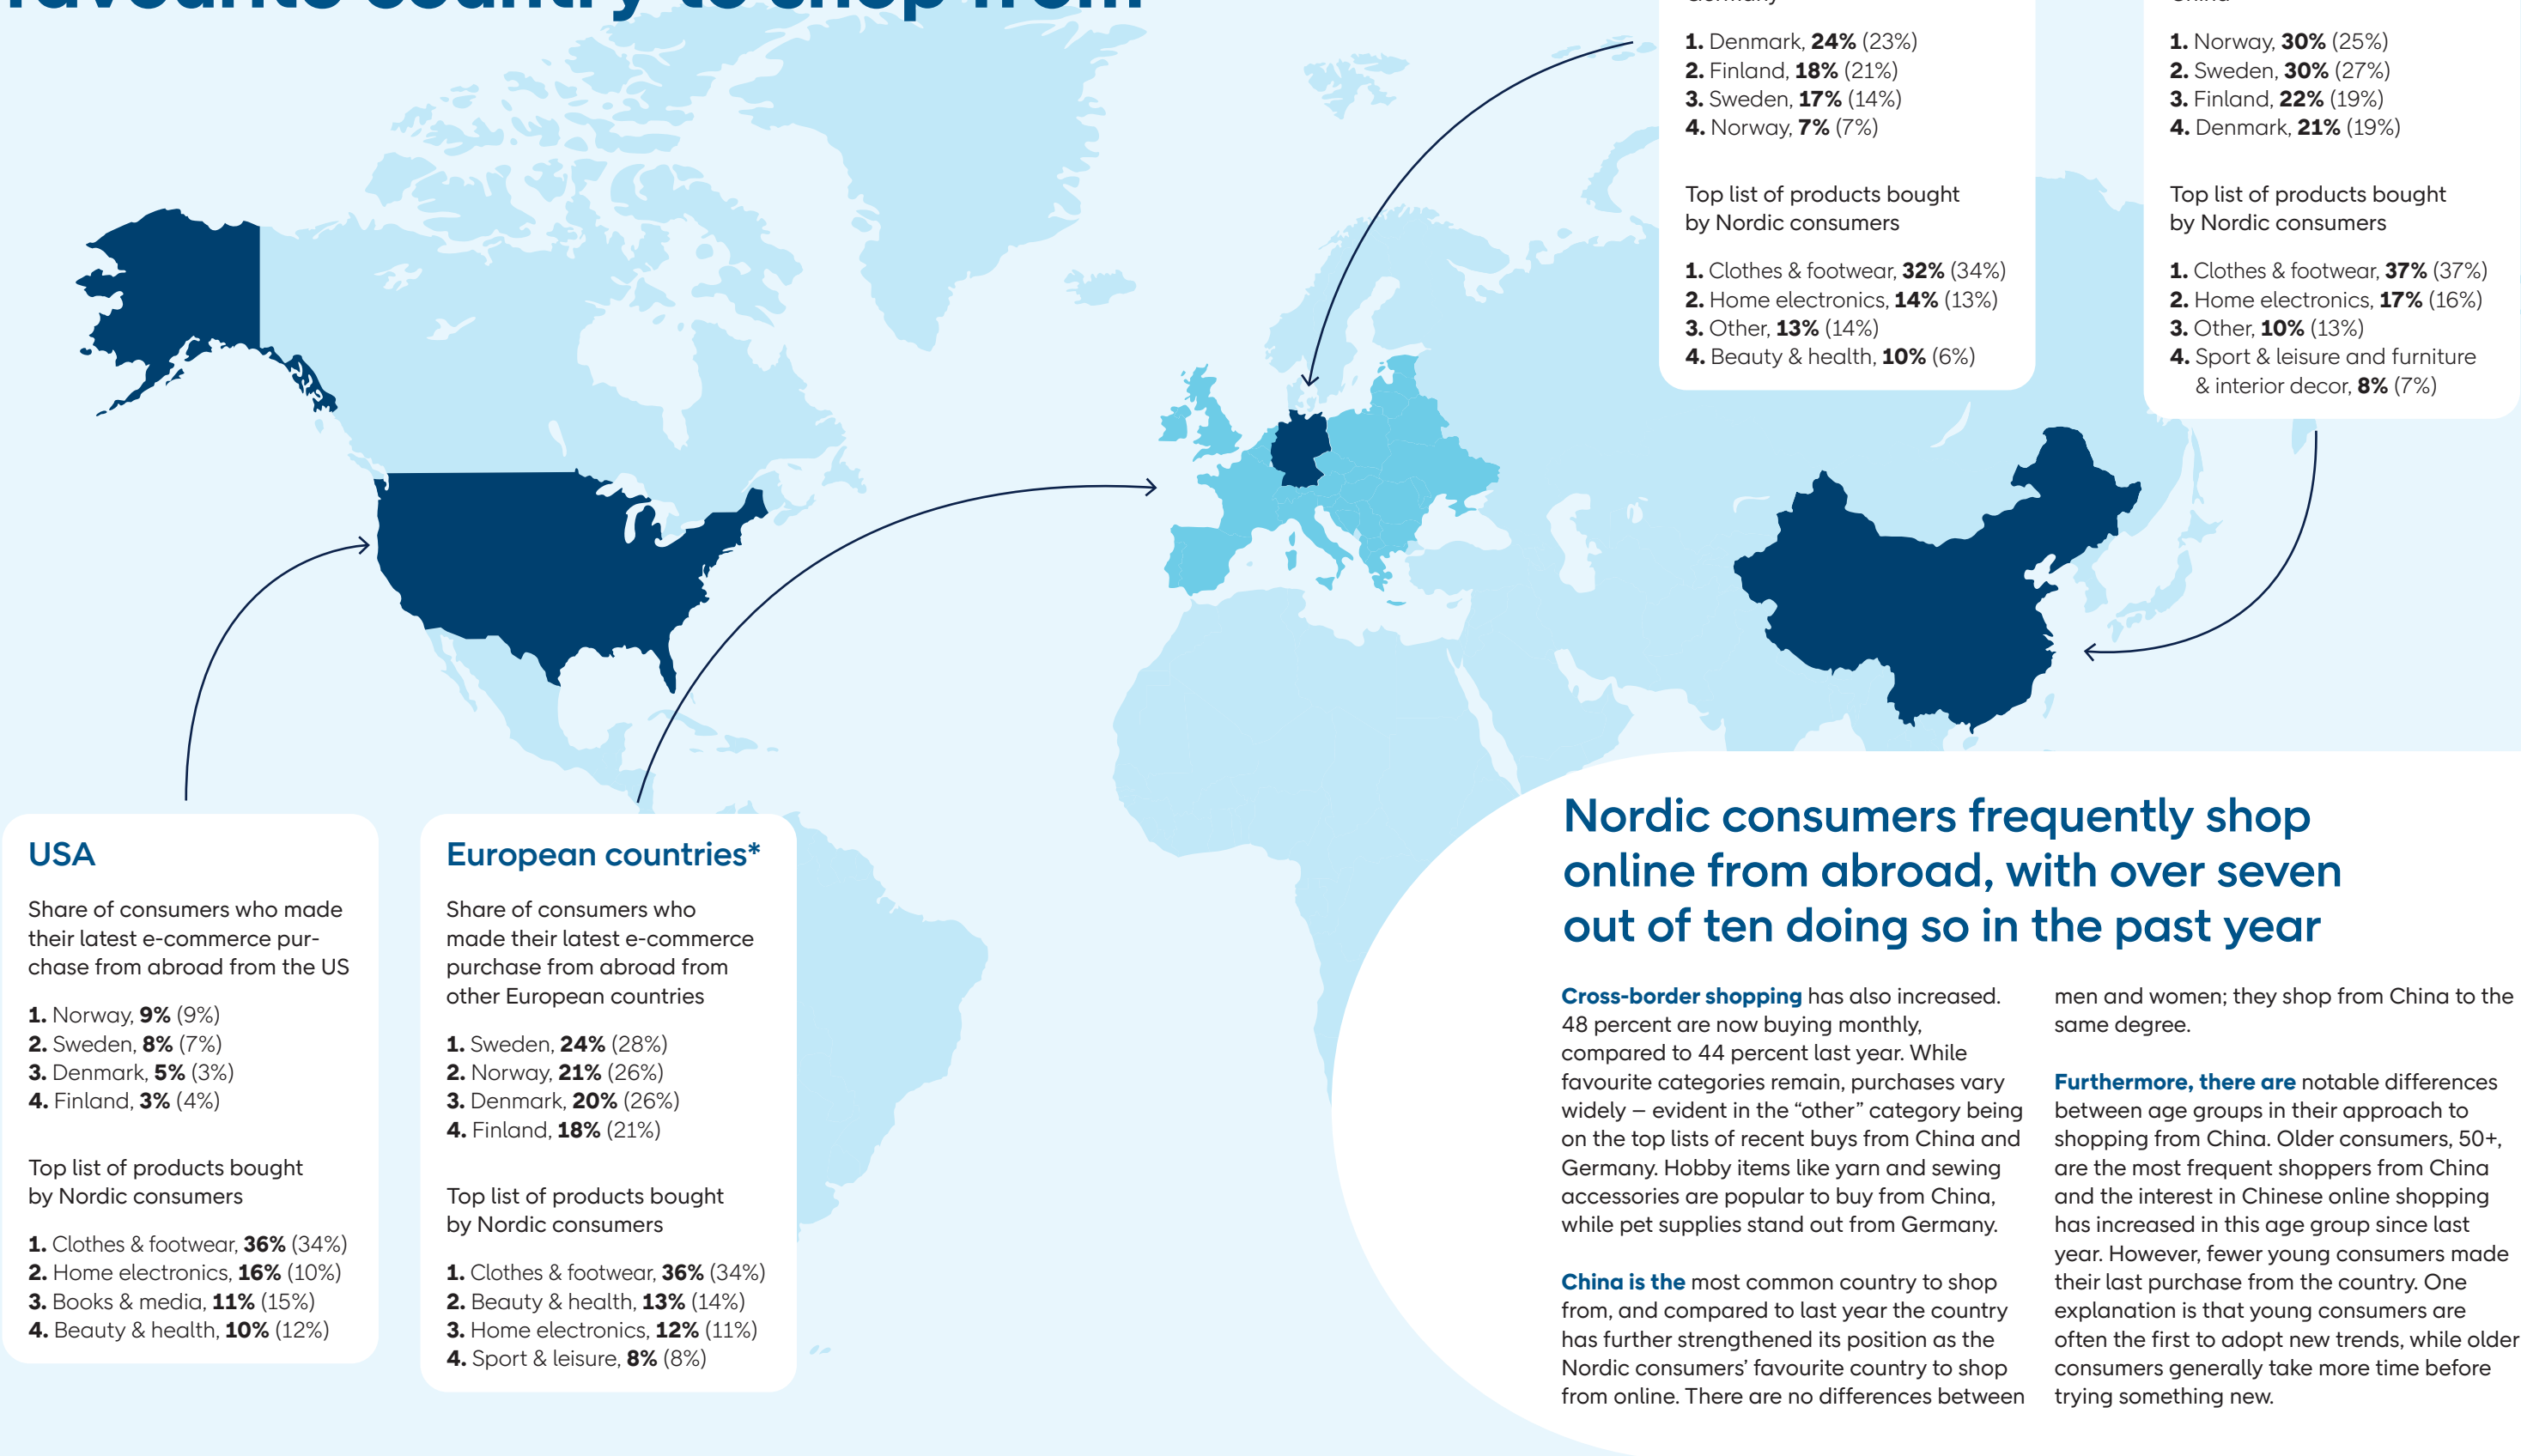 favourite country to shop from
Germany
1. Denmark, 24% (23%)
2. Finland, 18% (21%)
3. Sweden, 17% (14%)
4. Norway, 7% (7%)
Top list of products bought
by Nordic consumers
1. Clothes & footwear, 32% (34%)
2. Home electronics, 14% (13%)
3. Other, 13% (14%)
4. Beauty & health, 10% (6%)
China
1. Norway, 30% (25%)
2. Sweden, 30% (27%)
3. Finland, 22% (19%)
4. Denmark, 21% (19%)
Top list of products bought
by Nordic consumers
1. Clothes & footwear, 37% (37%)
2. Home electronics, 17% (16%)
3. Other, 10% (13%)
4. Sport & leisure and furniture
& interior decor, 8% (7%)
USA
Share of consumers who made
their latest e-commerce pur-
chase from abroad from the US
1. Norway, 9% (9%)
2. Sweden, 8% (7%)
3. Denmark, 5% (3%)
4. Finland, 3% (4%)
Top list of products bought
by Nordic consumers
1. Clothes & footwear, 36% (34%)
2. Home electronics, 16% (10%)
3. Books & media, 11% (15%)
4. Beauty & health, 10% (12%)
European countries*
Share of consumers who
made their latest e-commerce
purchase from abroad from
other European countries
1. Sweden, 24% (28%)
2. Norway, 21% (26%)
3. Denmark, 20% (26%)
4. Finland, 18% (21%)
Top list of products bought
by Nordic consumers
1. Clothes & footwear, 36% (34%)
2. Beauty & health, 13% (14%)
3. Home electronics, 12% (11%)
4. Sport & leisure, 8% (8%)
Nordic consumers frequently shop
online from abroad, with over seven
out of ten doing so in the past year
Cross-border shopping has also increased.
48 percent are now buying monthly,
compared to 44 percent last year. While
favourite categories remain, purchases vary
widely – evident in the “other” category being
on the top lists of recent buys from China and
Germany. Hobby items like yarn and sewing
accessories are popular to buy from China,
while pet supplies stand out from Germany.
China is the most common country to shop
from, and compared to last year the country
has further strengthened its position as the
Nordic consumers’ favourite country to shop
from online. There are no differences between
men and women; they shop from China to the
same degree.
Furthermore, there are notable differences
between age groups in their approach to
shopping from China. Older consumers, 50+,
are the most frequent shoppers from China
and the interest in Chinese online shopping
has increased in this age group since last
year. However, fewer young consumers made
their last purchase from the country. One
explanation is that young consumers are
often the first to adopt new trends, while older
consumers generally take more time before
trying something new.